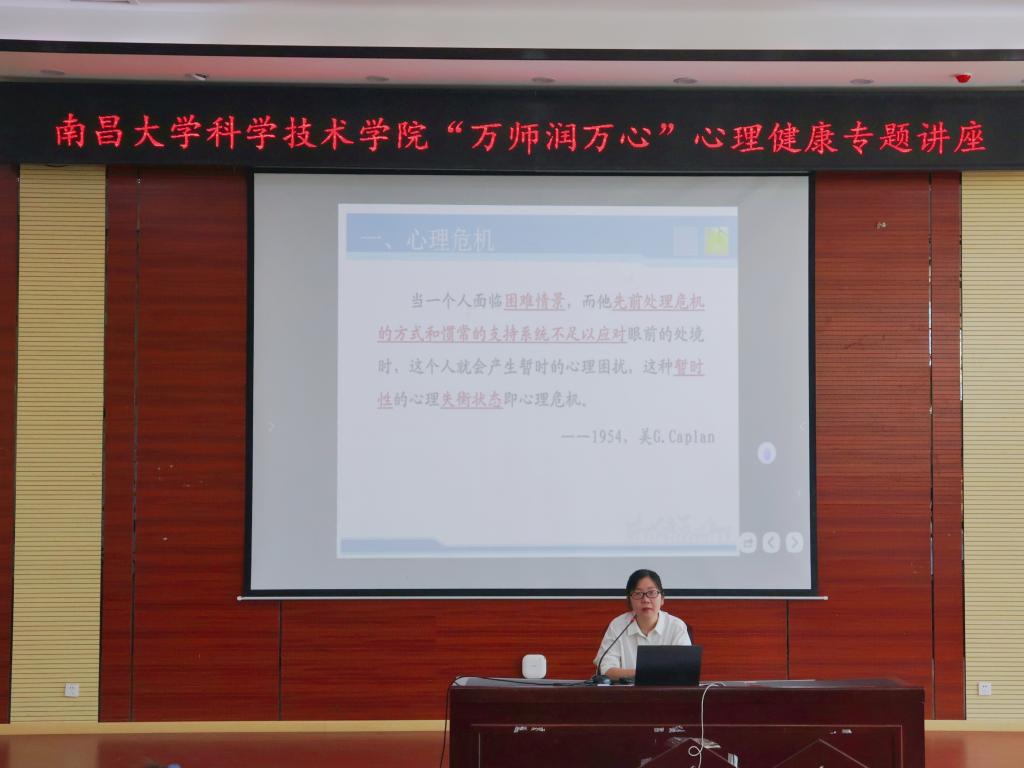 南昌大学科学技术学院“万师润万心”心理健康专题讲座
一、心理危机
当一个人面临困难情景，而他先前处理危机
的方式和惯常的支持系统不足以应对眼前的处境
时，这个人就会产生暂时的心理困扰，这种暂时
性的心理失衡状态即心理危机。
——1954，美G.Caplan